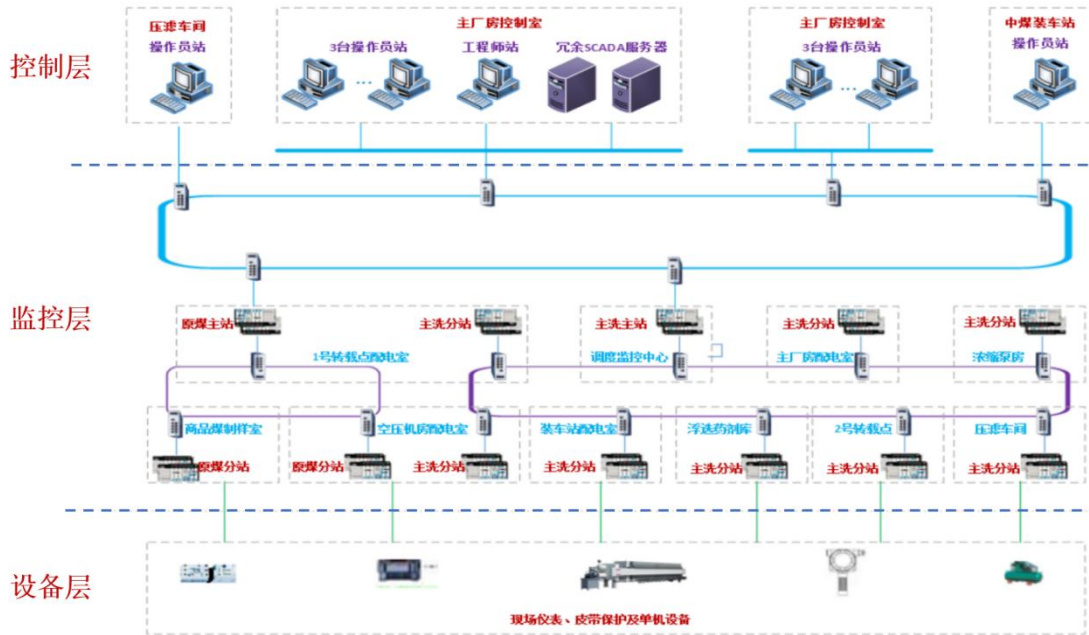 控制层
压滤车间
操作员站
主厂房控制室
3台操作员站
工程师站
冗余SCADA服务器
主厂房控制室
3台操作员站
中煤装车站
操作员站
...
...
监控层
原煤主站
主洗分站
1号转载点配电室
主洗主站
调度监控中心
主洗分站
主厂房配电室
主洗分站
浓缩泵房
商品煤制样室
原煤分站
空压机房配电室
原煤分站
主洗分站
装车站配电室
主洗分站
浮选药剂库
主洗分站
2号转载点
主洗分站
压滤车间
主洗分站
设备层
现场仪表、皮带保护及单机设备